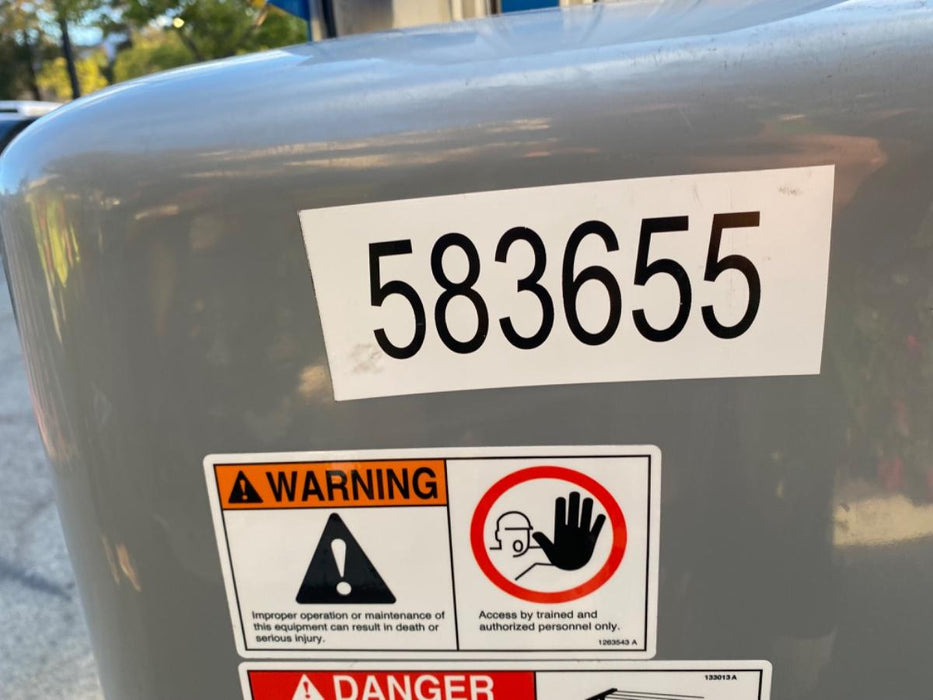 583655
WARNING
Improper operation or maintenance of
this equipment can result in death or
serious injury.
Access by trained and
authorized personnel only.
1263543 A
DANGER
133013 A